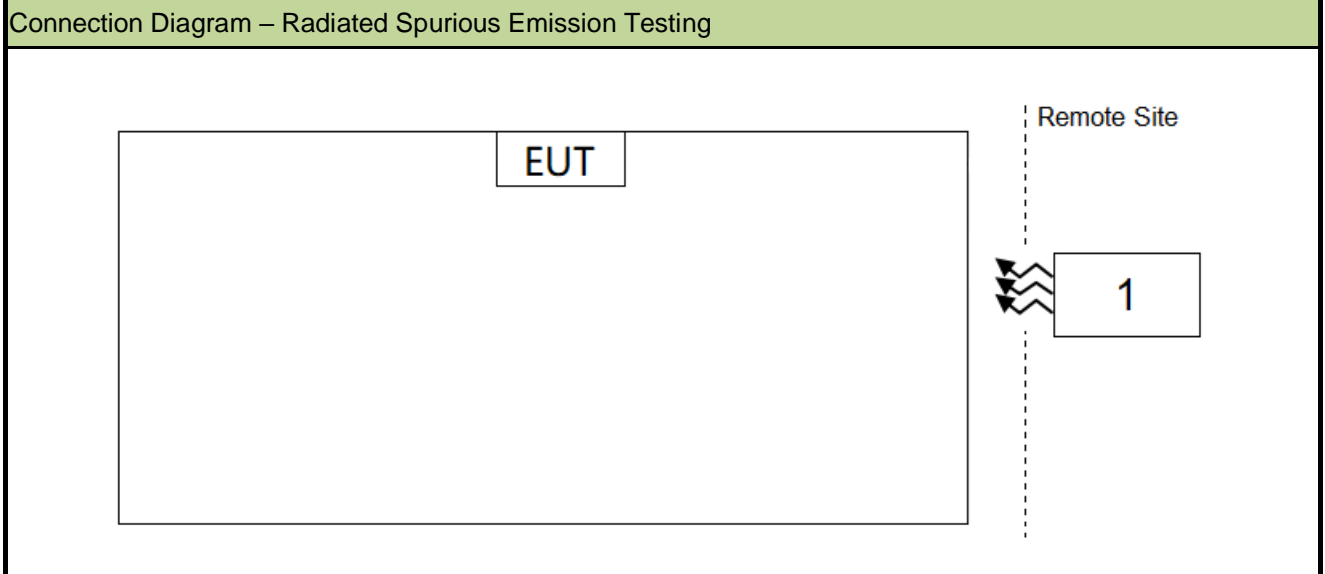 Connection Diagram – Radiated Spurious Emission Testing
Remote Site
EUT
1